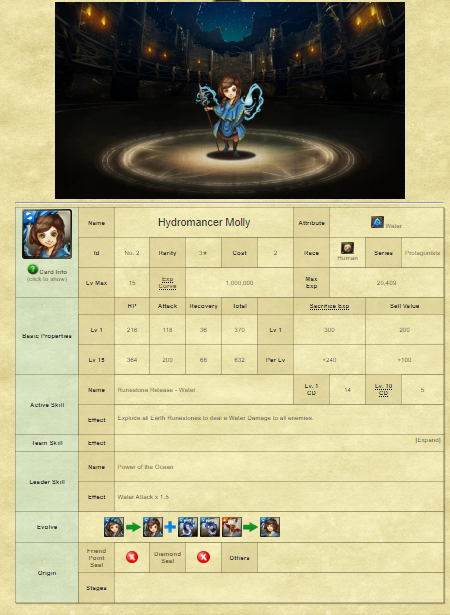 Name Hydromancer Molly Attribute Water
Id No. 2 Rarity 3★ Cost 2 Race Human Series Protagonists
Card Info
(click to show)
Lv Max 15 Exp Curve 1,000,000 Max Exp 20,409
Basic Properties
HP Attack Recovery Total Sacrifice Exp Sell Value
Lv 1 216 118 36 370 Lv 1 300 200
Lv 15 364 200 68 632 Per Lv +240 +100
Active Skill
Name Runestone Release - Water Lv. 1 CD 14 Lv. 10 CD 5
Effect Explode all Earth Runestones to deal a Water Damage to all enemies.
Team Skill Effect [Expand]
Leader Skill
Name Power of the Ocean
Effect Water Attack x 1.5
Evolve
Origin
Friend Point Seal Diamond Seal Others
Stages